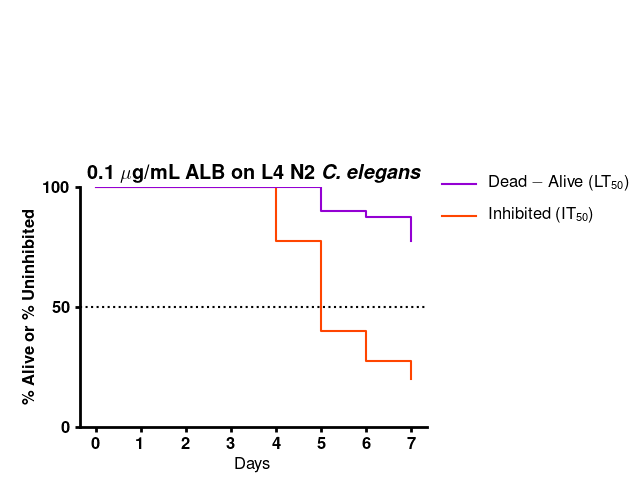 0.1 μg/mL ALB on L4 N2 C. elegans
Dead – Alive (LT50)
Inhibited (IT50)
% Alive or % Uninhibited
100
50
0
0 1 2 3 4 5 6 7
Days